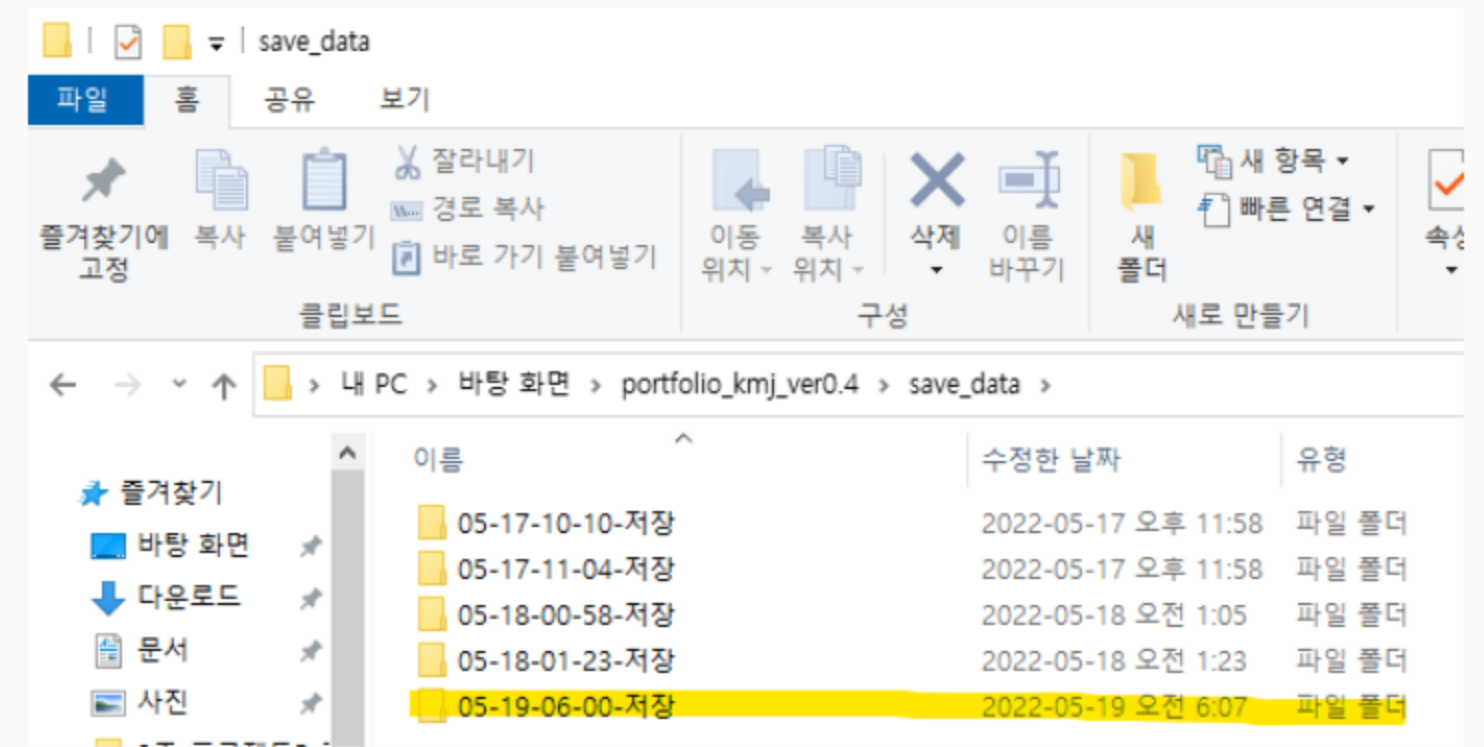 save_data
파일 홈 공유 보기
즐겨찾기에 고정
복사
붙여넣기
잘라내기
경로 복사
바로 가기 붙여넣기
클립보드
이동 위치
복사 위치
삭제
이름 바꾸기
구성
새 폴더
새 항목
빠른 연결
새로 만들기
내 PC > 바탕 화면 > portfolio_kmj_ver0.4 > save_data >
즐겨찾기
바탕 화면
다운로드
문서
사진
이름 수정한 날짜 유형
05-17-10-10-저장 2022-05-17 오후 11:58 파일 폴더
05-17-11-04-저장 2022-05-17 오후 11:58 파일 폴더
05-18-00-58-저장 2022-05-18 오전 1:05 파일 폴더
05-18-01-23-저장 2022-05-18 오전 1:23 파일 폴더
05-19-06-00-저장 2022-05-19 오전 6:07 파일 폴더